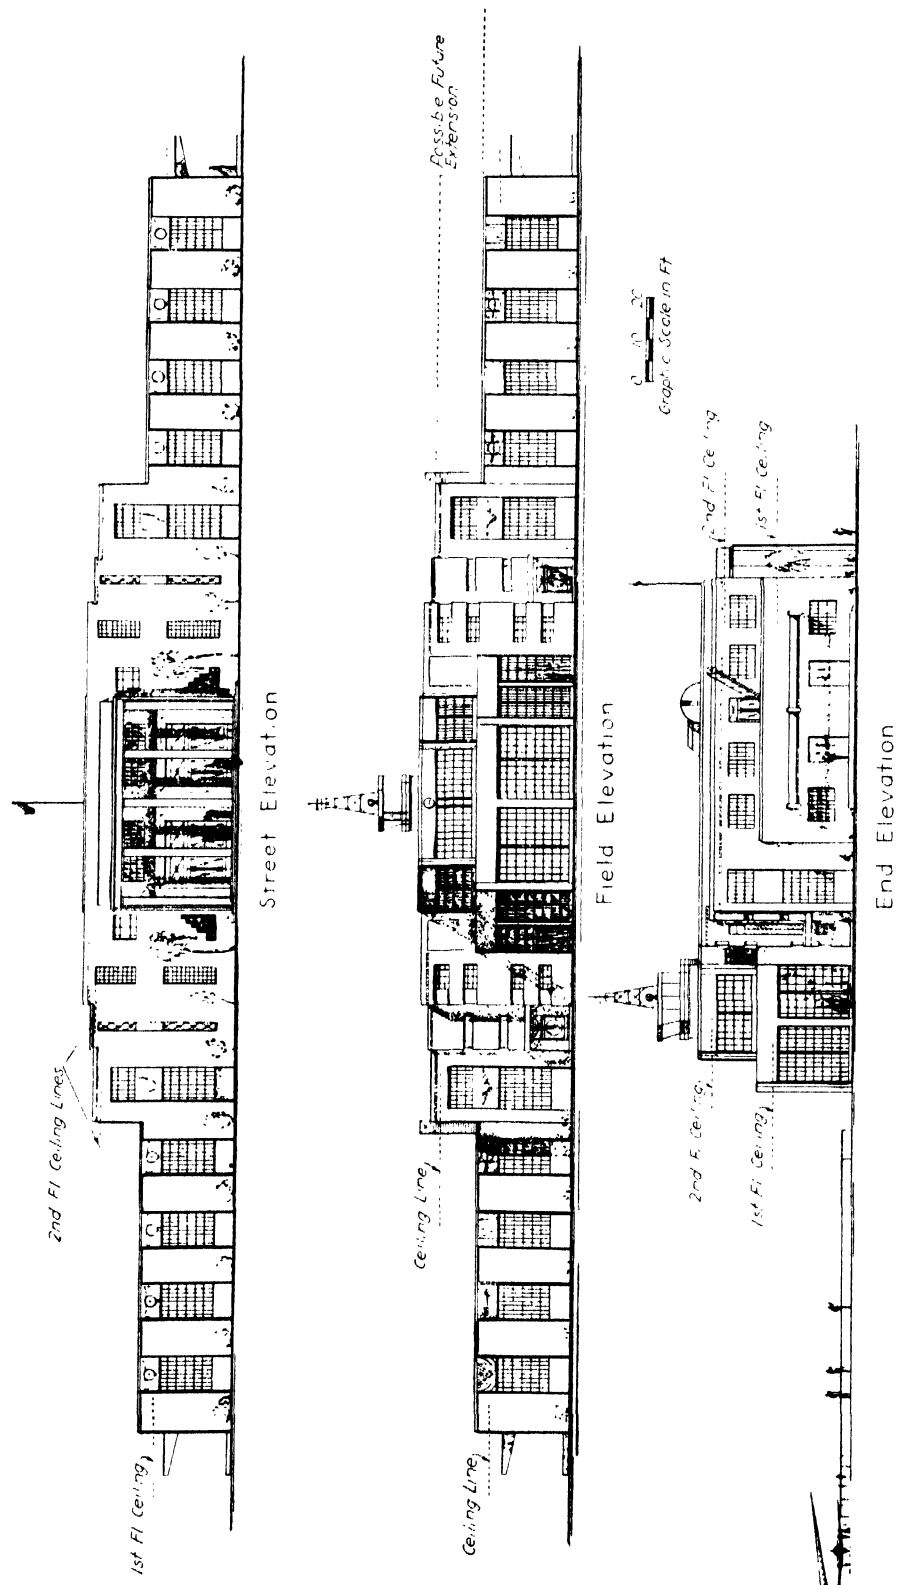 2nd Fl Ceiling Lines
1st Fl Ceiling
Street Elevation
Possible Future
Extension
Ceiling Line
Ceiling Line
Field Elevation
0 10 20
Graphic Scale in Ft
2nd Fl Ceiling
1st Fl Ceiling
2nd Fl Ceiling
1st Fl Ceiling
End Elevation